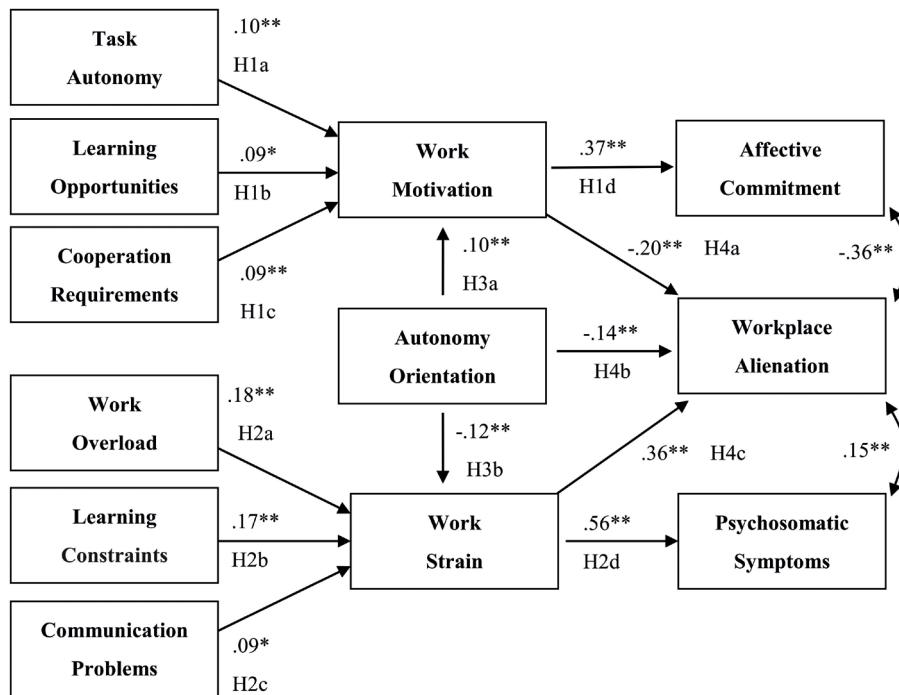 Task
Autonomy
.10**
H1a
Learning
Opportunities
.09*
H1b
Cooperation
Requirements
.09**
H1c
Work
Motivation
.37**
H1d
Affective
Commitment
-.20** H4a
-.36**
.10**
H3a
Autonomy
Orientation
-.14**
H4b
Workplace
Alienation
-.12**
H3b
Work
Overload
.18**
H2a
Learning
Constraints
.17**
H2b
Communication
Problems
.09*
H2c
Work
Strain
.36** H4c
.15**
.56**
H2d
Psychosomatic
Symptoms